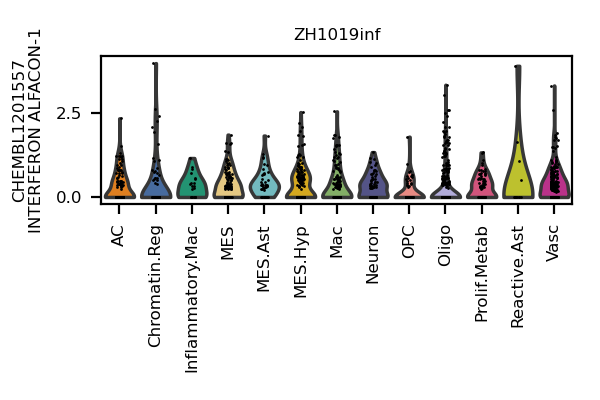 ZH1019inf
CHEMBL1201557
INTERFERON ALFACON-1
2.5
0.0
AC
Chromatin.Reg
Inflammatory.Mac
MES
MES.Ast
MES.Hyp
Mac
Neuron
OPC
Oligo
Prolif.Metab
Reactive.Ast
Vasc